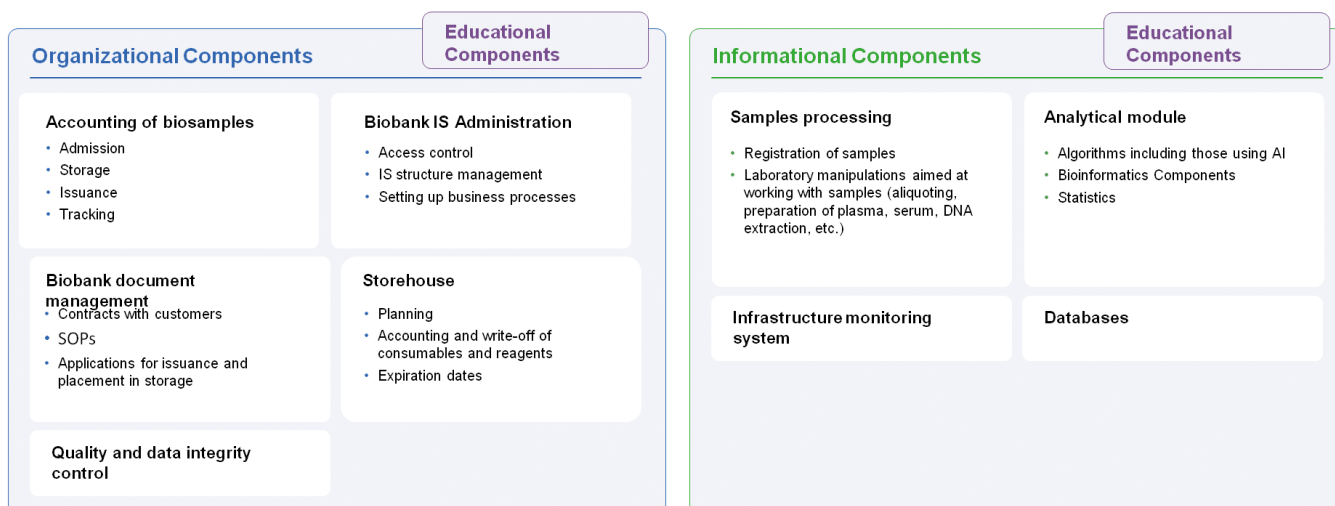 Organizational Components
Educational
Components
Accounting of biosamples
• Admission
• Storage
• Issuance
• Tracking
Biobank IS Administration
• Access control
• IS structure management
• Setting up business processes
Biobank document
management
• Contracts with customers
• SOPs
• Applications for issuance and
placement in storage
Storehouse
• Planning
• Accounting and write-off of
consumables and reagents
• Expiration dates
Quality and data integrity
control
Informational Components
Educational
Components
Samples processing
• Registration of samples
• Laboratory manipulations aimed at
working with samples (aliquoting,
preparation of plasma, serum, DNA
extraction, etc.)
Analytical module
• Algorithms including those using AI
• Bioinformatics Components
• Statistics
Infrastructure monitoring
system
Databases